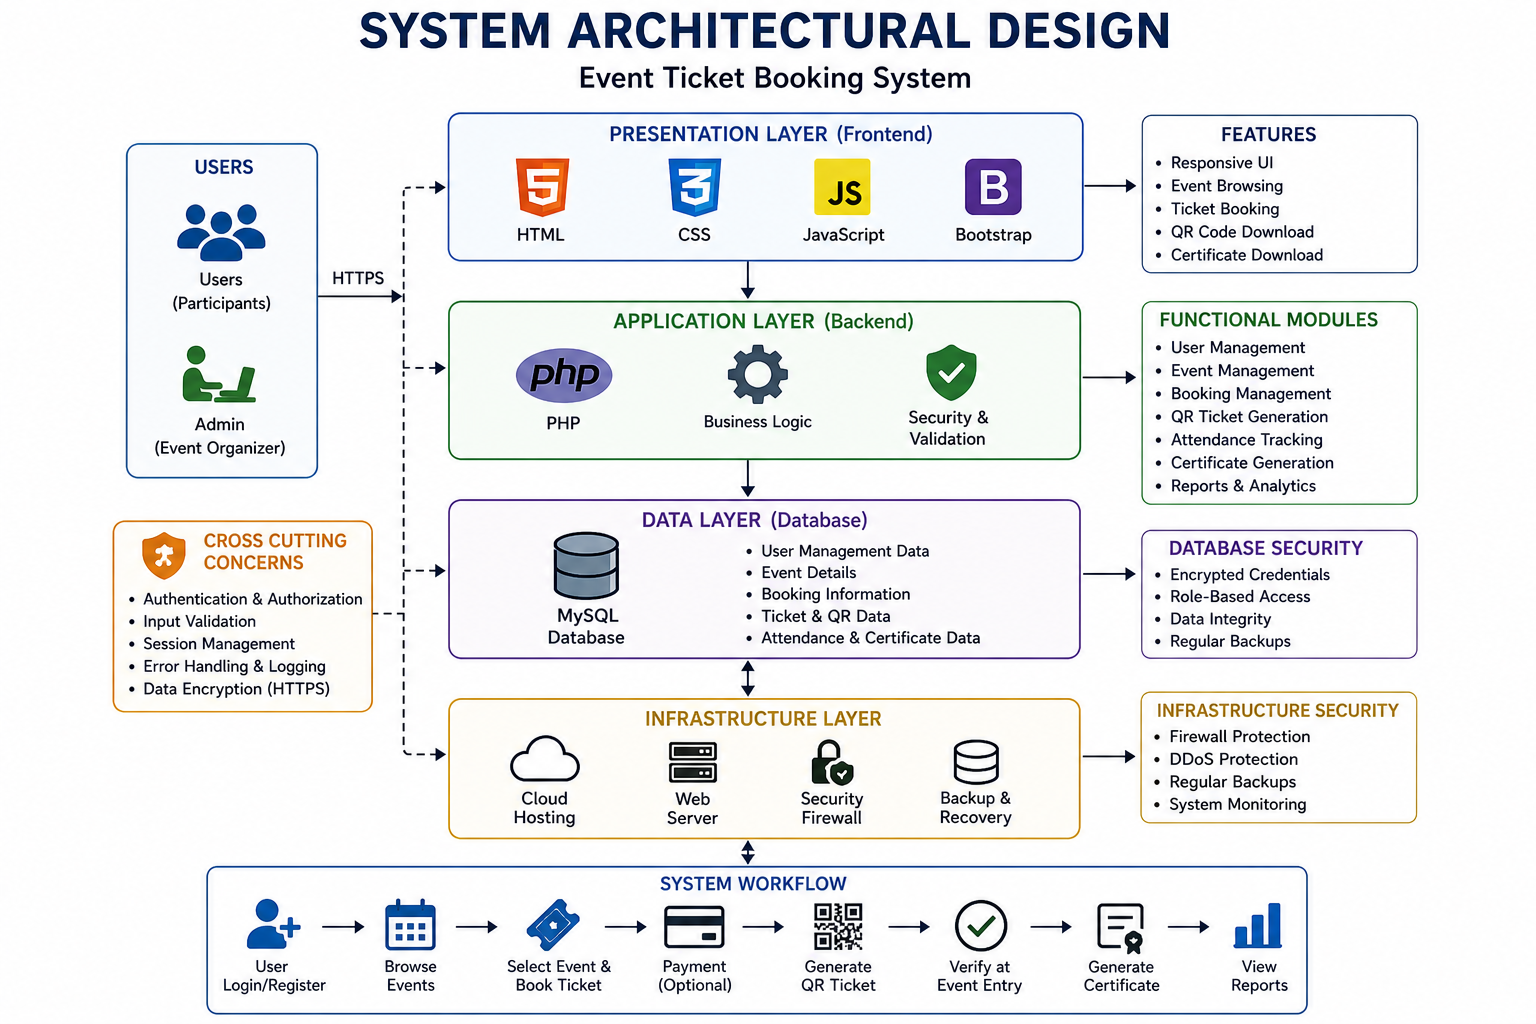 SYSTEM ARCHITECTURAL DESIGN
Event Ticket Booking System
USERS
Users
(Participants)
Admin
(Event Organizer)
HTTPS
CROSS CUTTING
CONCERNS
• Authentication & Authorization
• Input Validation
• Session Management
• Error Handling & Logging
• Data Encryption (HTTPS)
PRESENTATION LAYER (Frontend)
5
HTML
3
CSS
JS
JavaScript
B
Bootstrap
FEATURES
• Responsive UI
• Event Browsing
• Ticket Booking
• QR Code Download
• Certificate Download
APPLICATION LAYER (Backend)
php
PHP
Business Logic
Security &
Validation
FUNCTIONAL MODULES
• User Management
• Event Management
• Booking Management
• QR Ticket Generation
• Attendance Tracking
• Certificate Generation
• Reports & Analytics
DATA LAYER (Database)
MySQL
Database
• User Management Data
• Event Details
• Booking Information
• Ticket & QR Data
• Attendance & Certificate Data
DATABASE SECURITY
• Encrypted Credentials
• Role-Based Access
• Data Integrity
• Regular Backups
INFRASTRUCTURE LAYER
Cloud
Hosting
Web
Server
Security
Firewall
Backup &
Recovery
INFRASTRUCTURE SECURITY
• Firewall Protection
• DDoS Protection
• Regular Backups
• System Monitoring
SYSTEM WORKFLOW
User
Login/Register
Browse
Events
Select Event &
Book Ticket
Payment
(Optional)
Generate
QR Ticket
Verify at
Event Entry
Generate
Certificate
View
Reports